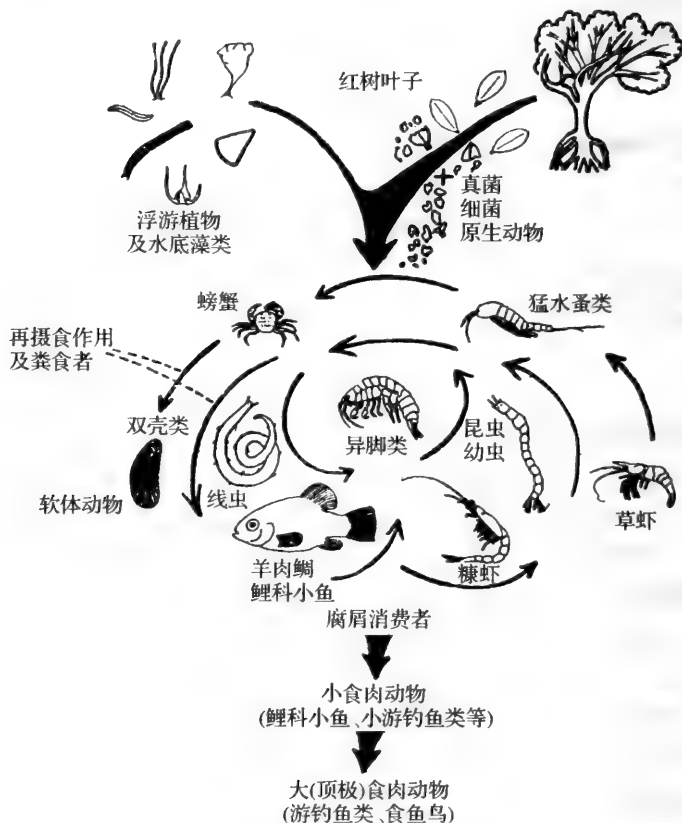 红树叶子
真菌
细菌
原生动物
浮游植物
及水底藻类
螃蟹
猛水蚤类
再摄食作用
及粪食者
双壳类
异脚类
昆虫
幼虫
软体动物
线虫
草虾
羊肉鲷
鲤科小鱼
糠虾
腐屑消费者
小食肉动物
(鲤科小鱼、小游钓鱼类等)
大(顶极)食肉动物
(游钓鱼类、食鱼鸟)